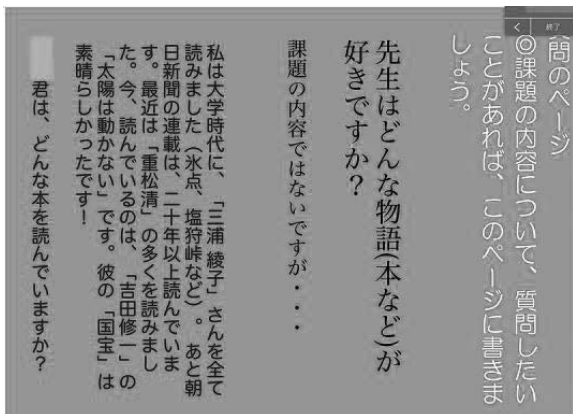 問のページ
◎課題の内容について、質問したい
ことがあれば、このページに書きま
しょう。
終了
先生はどんな物語(本など)が
好きですか?
課題の内容ではないですが・・・
私は大学時代に、「三浦 綾子」さんを全て
読みました(氷点、塩狩峠など)。あと朝
日新聞の連載は、二十年以上読んでいま
す。最近は「重松清」の多くを読みまし
た。今、読んでいるのは、「吉田修一」の
「太陽は動かない」です。彼の「国宝」は
素晴らしかったです!
君は、どんな本を読んでいますか?